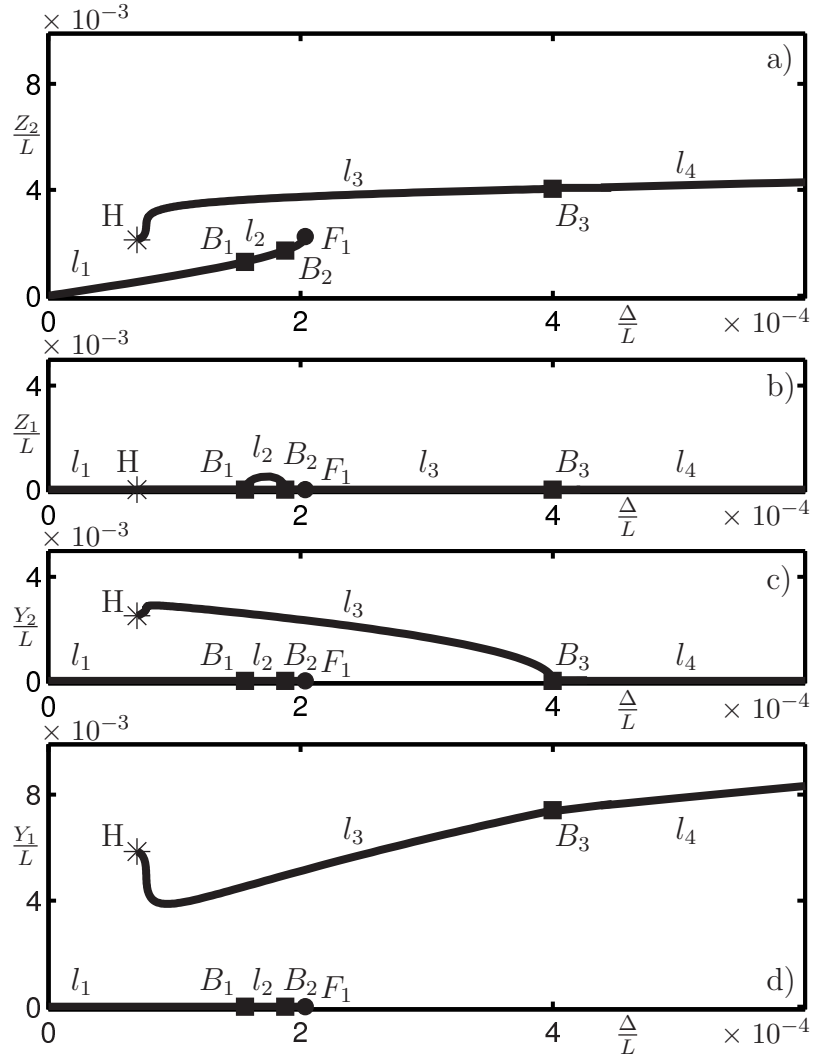 × 10⁻³
a)
8
Z₂/L
l₃ l₄
4
H
B₃
B₁ l₂ F₁
l₁ B₂
0
0 2 4 Δ/L × 10⁻⁴
× 10⁻³
4 b)
Z₁/L
l₁ H B₁ l₂ B₂ F₁ l₃ B₃ l₄
0
0 2 4 Δ/L × 10⁻⁴
× 10⁻³
4 c)
H l₃
Y₂/L
l₁ B₁ l₂ B₂ F₁ B₃ l₄
0
0 2 4 Δ/L × 10⁻⁴
× 10⁻³
8
Y₁/L H l₃ B₃ l₄
4
l₁ B₁ l₂ B₂ F₁ d)
0
0 2 4 Δ/L × 10⁻⁴